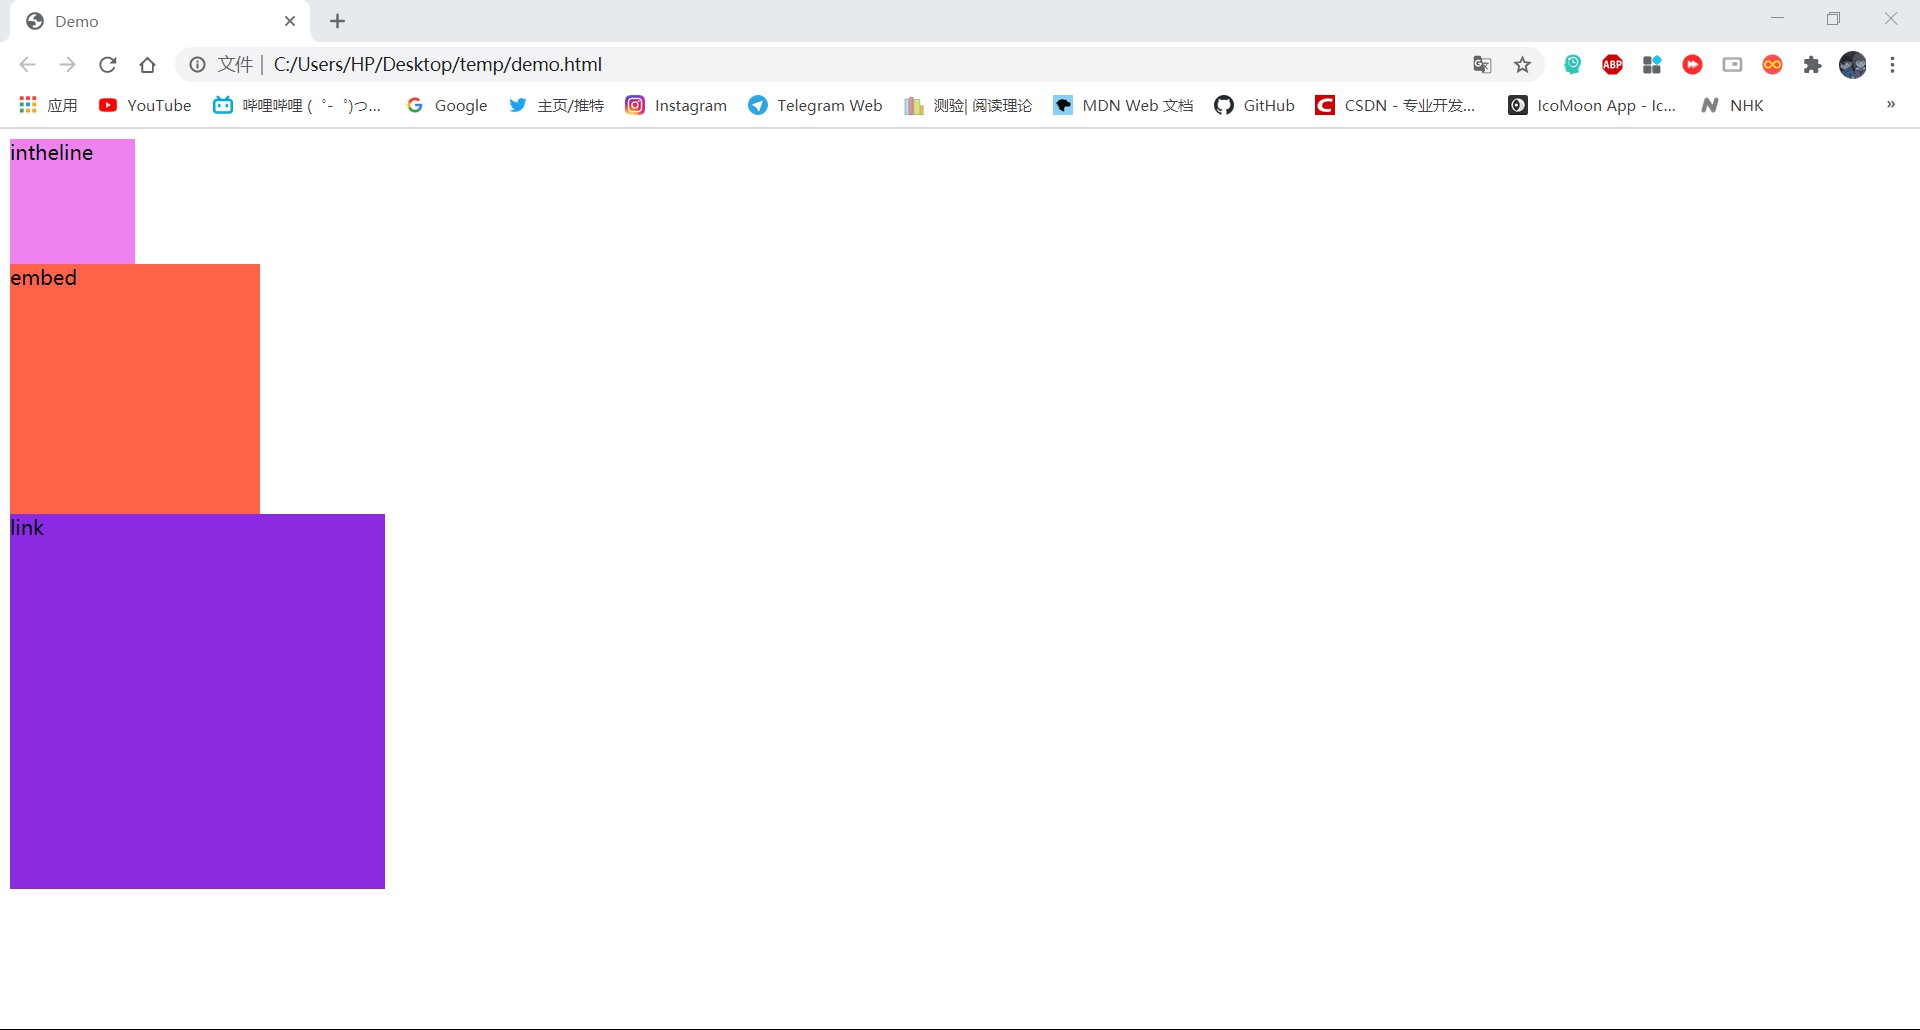 Demo
文件 | C:/Users/HP/Desktop/temp/demo.html
ABP
应用 YouTube 哔哩哔哩 ( ゜- ゜)つ... Google 主页/推特 Instagram Telegram Web 测验| 阅读理论 MDN Web 文档 GitHub CSDN - 专业开发... IcoMoon App - Ic... NHK »
intheline
embed
link